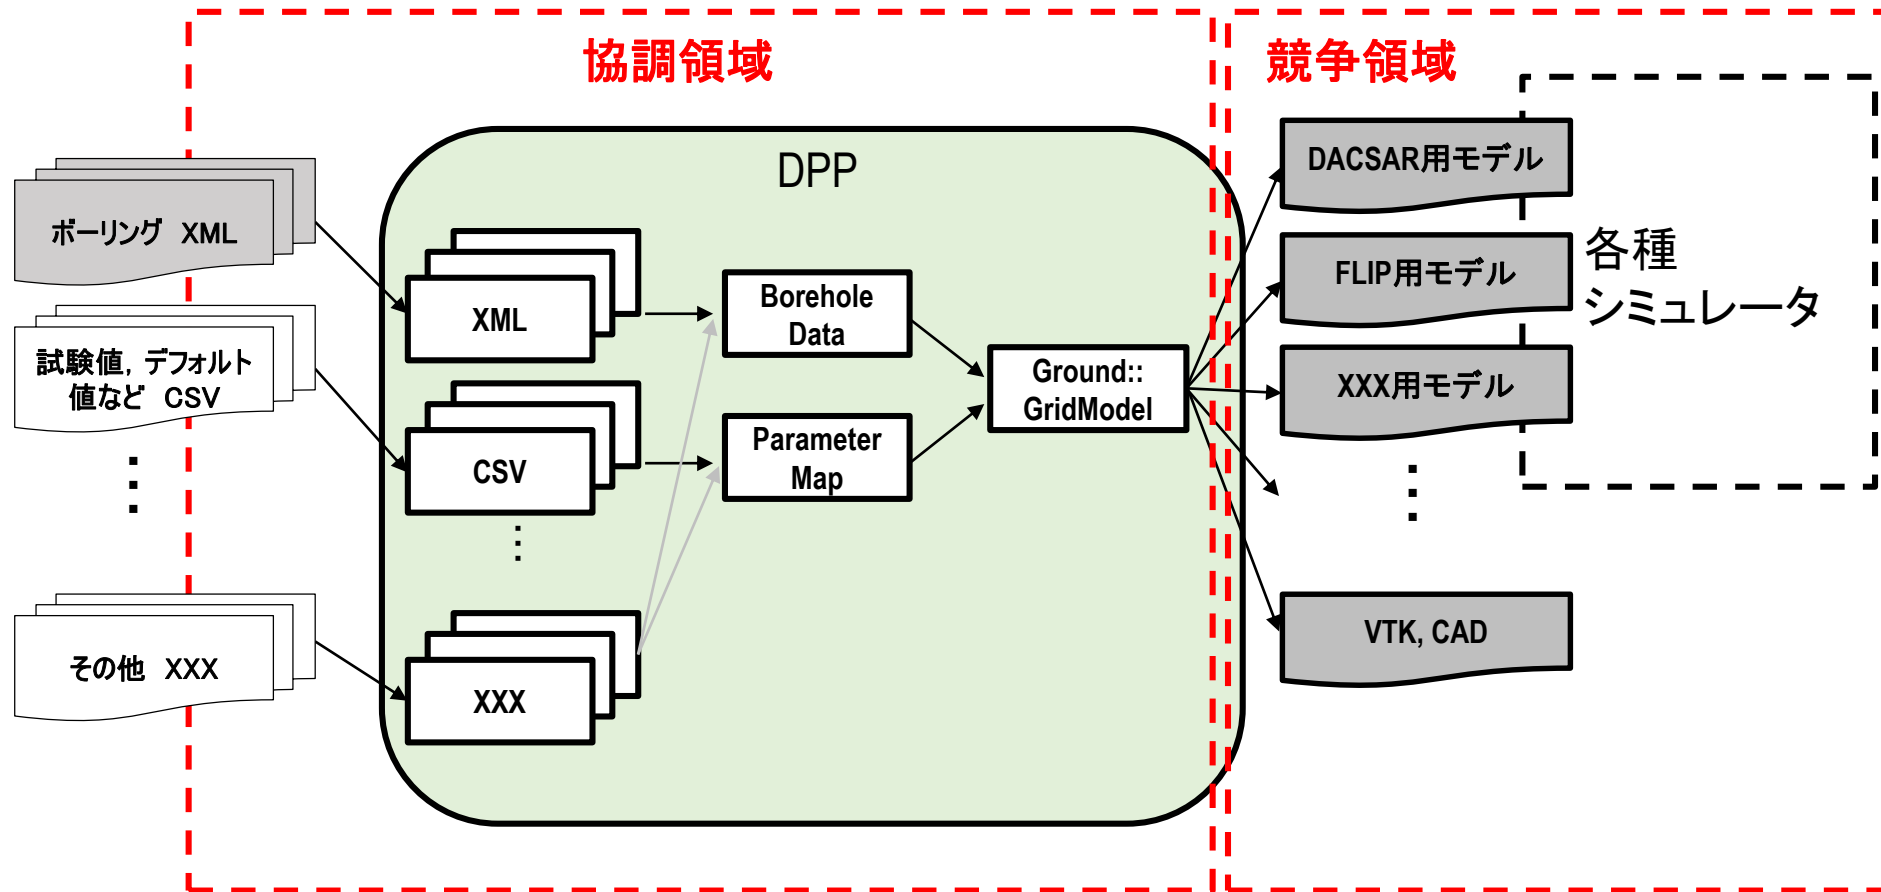 協調領域
競争領域
DPP
ボーリング　XML
試験値，デフォルト
値など　CSV
⋮
その他　XXX
XML
CSV
⋮
XXX
Borehole
Data
Parameter
Map
Ground::
GridModel
DACSAR用モデル
FLIP用モデル
XXX用モデル
⋮
VTK, CAD
各種
シミュレータ